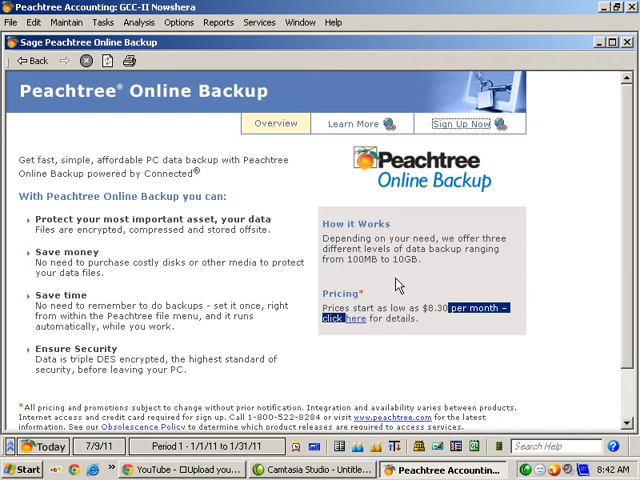 Peachtree Accounting: GCC-II Nowshera
File Edit Maintain Tasks Analysis Options Reports Services Window Help
Sage Peachtree Online Backup
Back
Peachtree® Online Backup
Overview Learn More Sign Up Now
Get fast, simple, affordable PC data backup with Peachtree
Online Backup powered by Connected®
With Peachtree Online Backup you can:
Protect your most important asset, your data
Files are encrypted, compressed and stored offsite.
Save money
No need to purchase costly disks or other media to protect
your data files.
Save time
No need to remember to do backups - set it once, right
from within the Peachtree file menu, and it runs
automatically, while you work.
Ensure Security
Data is triple DES encrypted, the highest standard of
security, before leaving your PC.
Peachtree
Online Backup
How it Works
Depending on your need, we offer three
different levels of data backup ranging
from 100MB to 10GB.
Pricing*
Prices start as low as $8.30 per month –
click here for details.
*All pricing and promotions subject to change without prior notification. Integration and availability varies between products.
Internet access and credit card required for sign up. Call 1-800-522-8284 or visit www.peachtree.com for the latest
information. See our Obsolescence Policy to determine which product releases are required to access services.
Today 7/9/11 Period 1 - 1/1/11 to 1/31/11 Search Help
Start YouTube - Upload you... Camtasia Studio - Untitle... Peachtree Accountin... 8:42 AM